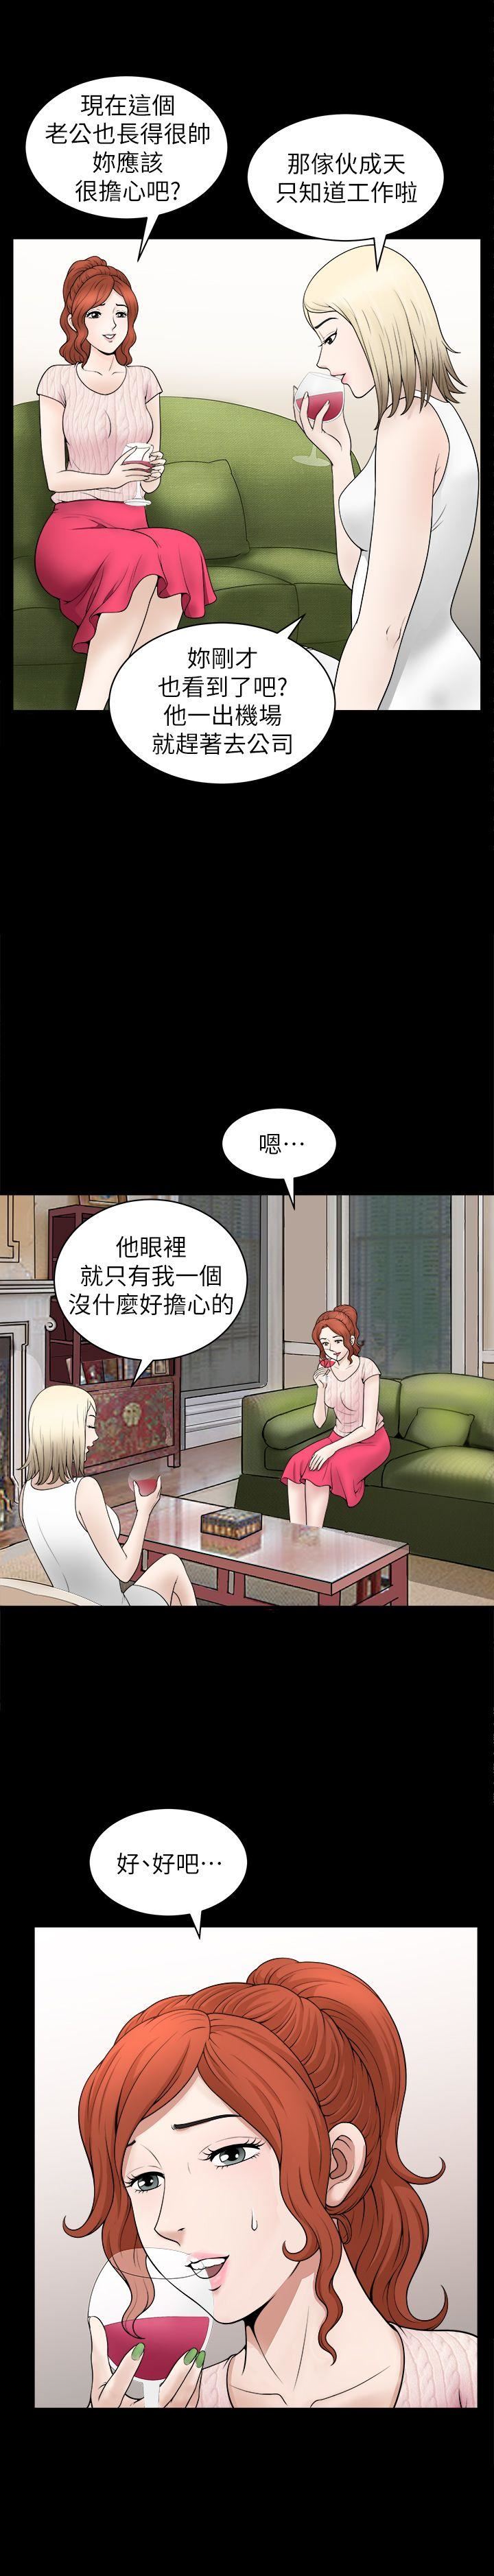 現在這個
老公也長得很帥
妳應該
很擔心吧?
那傢伙成天
只知道工作啦
妳剛才
也看到了吧?
他一出機場
就趕著去公司
嗯⋯
他眼裡
就只有我一個
沒什麼好擔心的
好、好吧⋯